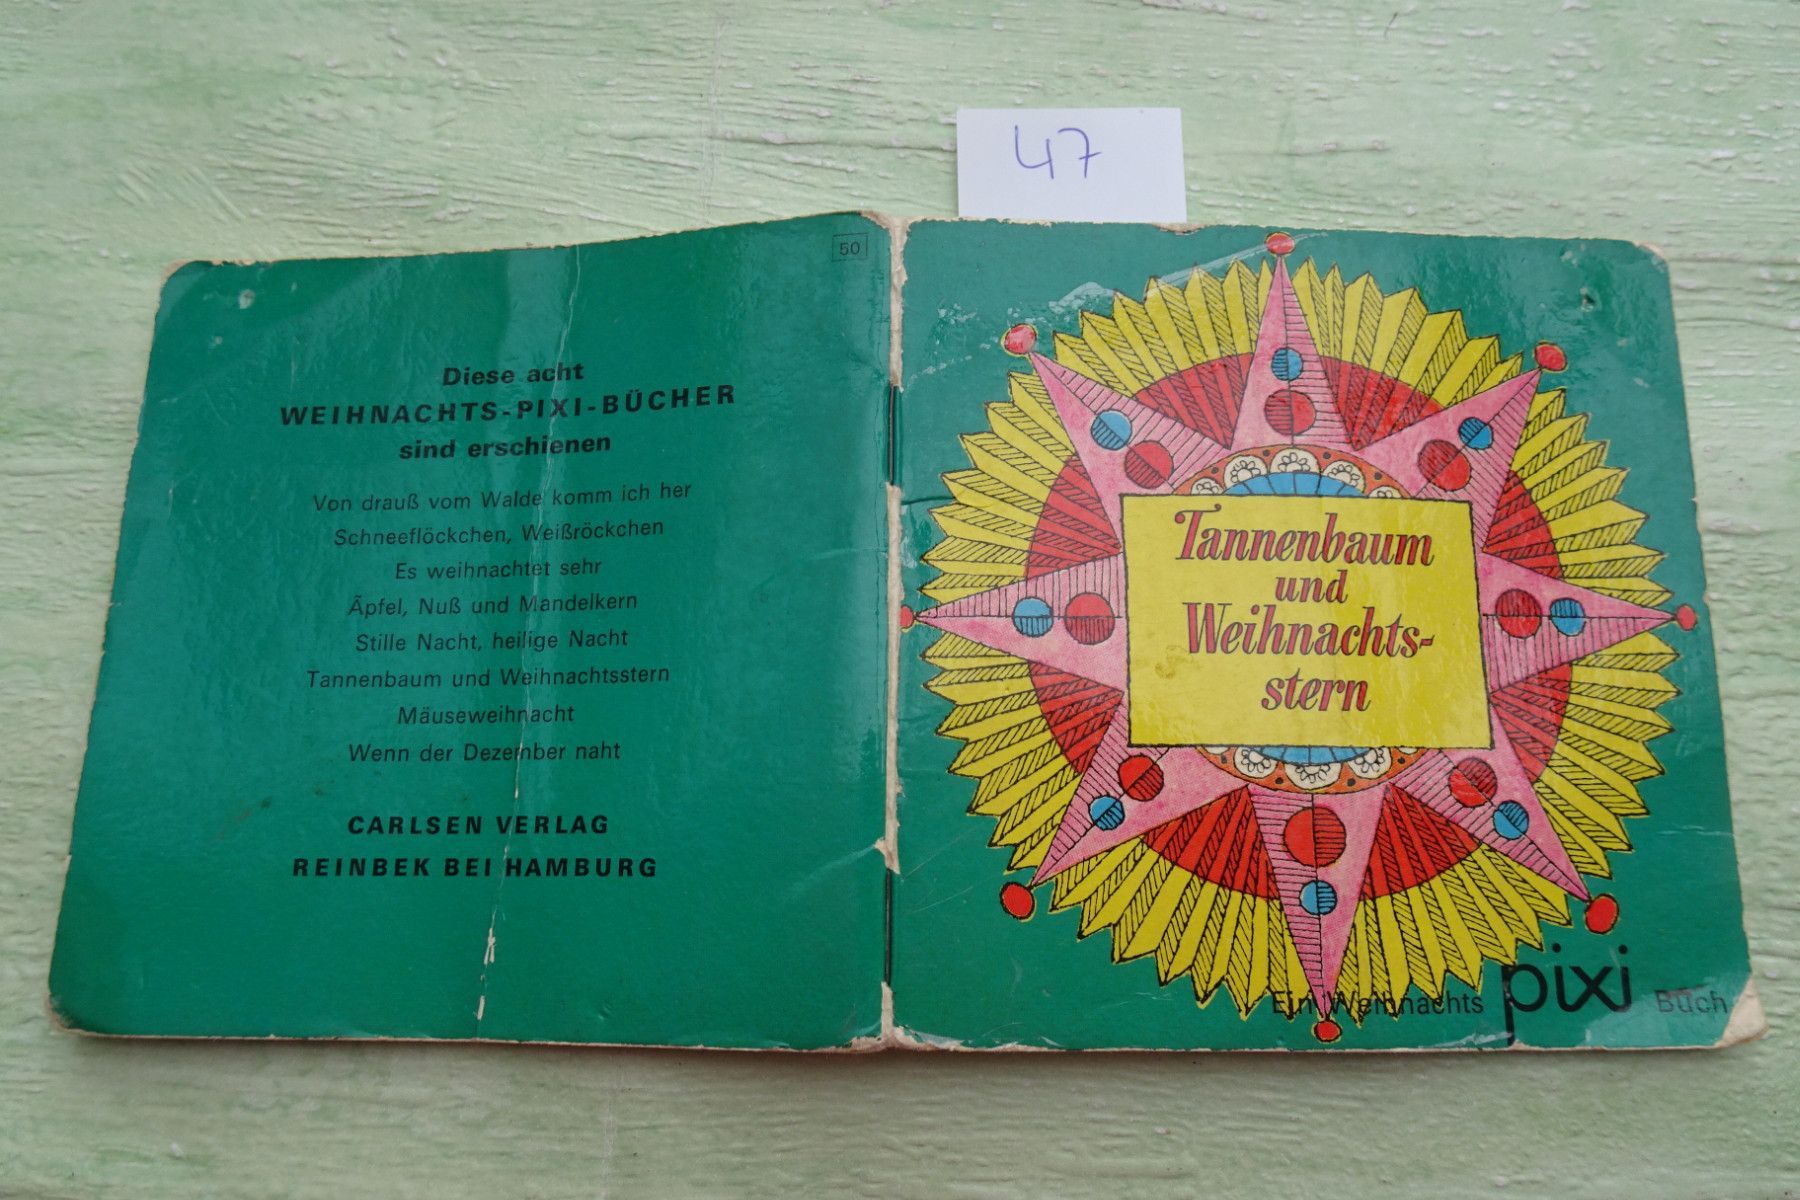 47
50
Diese acht
WEIHNACHTS-PIXI-BÜCHER
sind erschienen
Von drauß vom Walde komm ich her
Schneeflöckchen, Weißröckchen
Es weihnachtet sehr
Äpfel, Nuß und Mandelkern
Stille Nacht, heilige Nacht
Tannenbaum und Weihnachtsstern
Mäuseweihnacht
Wenn der Dezember naht
CARLSEN VERLAG
REINBEK BEI HAMBURG
Tannenbaum
und
Weihnachts-
stern
Ein Weihnachts pixi Buch